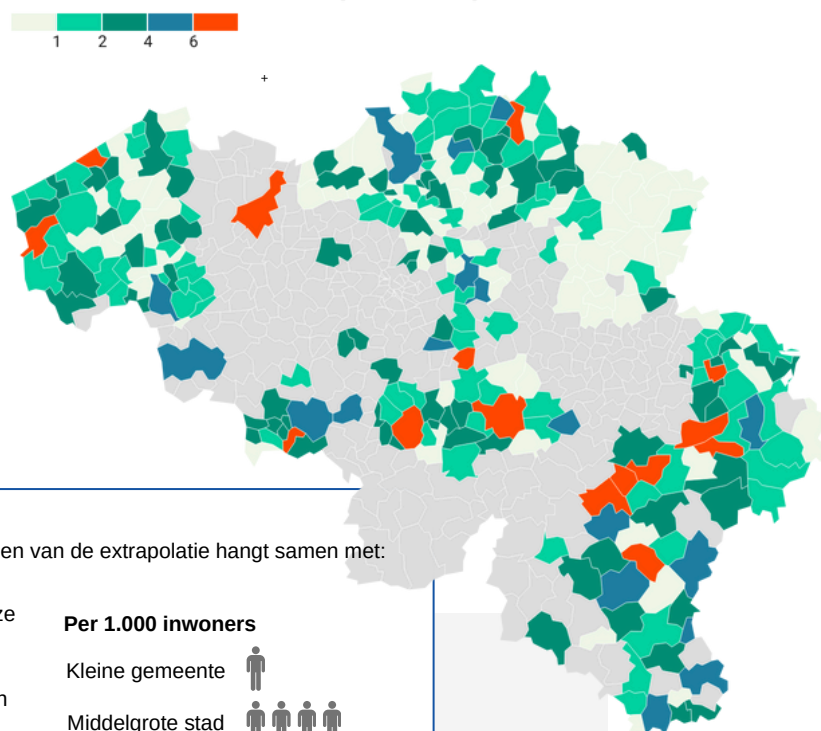 1 2 4 6
+
en van de extrapolatie hangt samen met:
ze
Per 1.000 inwoners
Kleine gemeente
n
Middelgrote stad